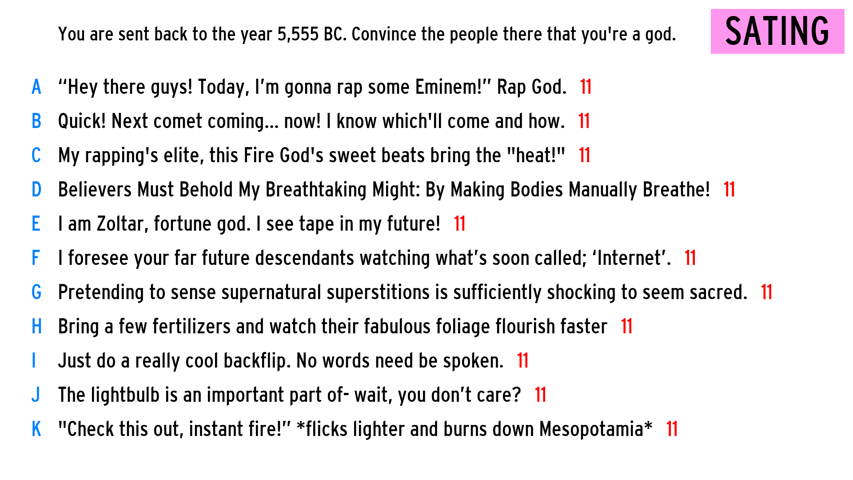 You are sent back to the year 5,555 BC. Convince the people there that you're a god.
SATING
A “Hey there guys! Today, I’m gonna rap some Eminem!” Rap God. 11
B Quick! Next comet coming... now! I know which'll come and how. 11
C My rapping's elite, this Fire God's sweet beats bring the "heat!" 11
D Believers Must Behold My Breathtaking Might: By Making Bodies Manually Breathe! 11
E I am Zoltar, fortune god. I see tape in my future! 11
F I foresee your far future descendants watching what’s soon called; ‘Internet’. 11
G Pretending to sense supernatural superstitions is sufficiently shocking to seem sacred. 11
H Bring a few fertilizers and watch their fabulous foliage flourish faster 11
I Just do a really cool backflip. No words need be spoken. 11
J The lightbulb is an important part of- wait, you don’t care? 11
K "Check this out, instant fire!” *flicks lighter and burns down Mesopotamia* 11